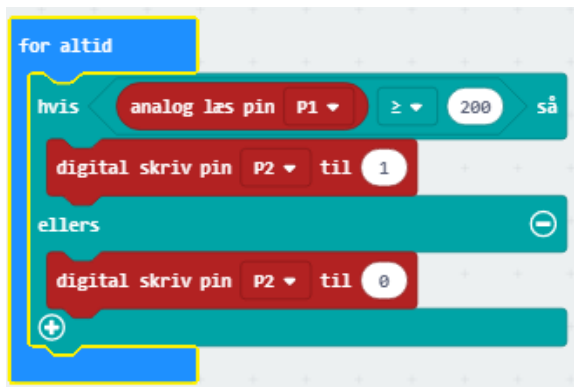 for altid
hvis analog læs pin P1 ≥ 200 så
digital skriv pin P2 til 1
ellers
digital skriv pin P2 til 0